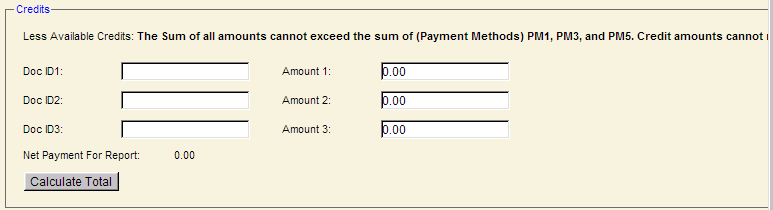 Credits
Less Available Credits: The Sum of all amounts cannot exceed the sum of (Payment Methods) PM1, PM3, and PM5. Credit amounts cannot
Doc ID1: Amount 1: 0.00
Doc ID2: Amount 2: 0.00
Doc ID3: Amount 3: 0.00
Net Payment For Report: 0.00
Calculate Total